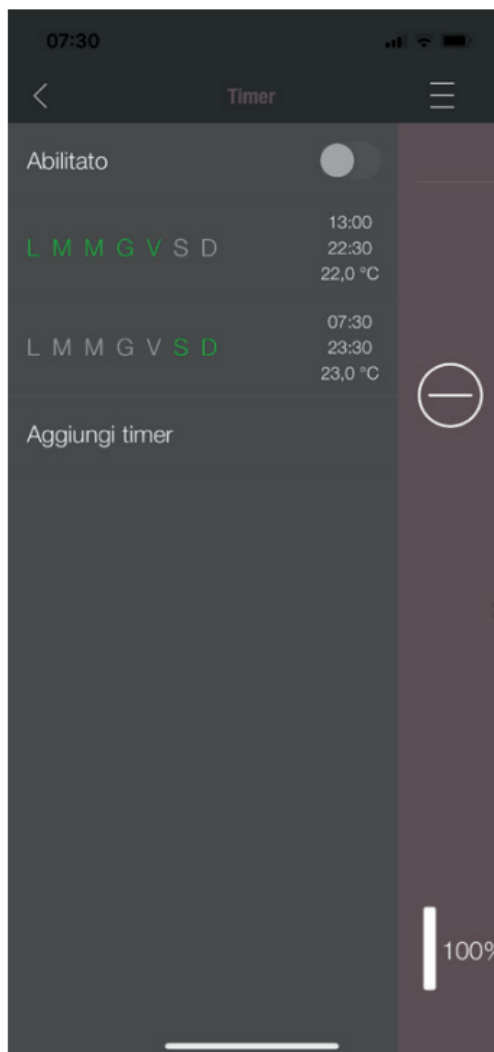 07:30
Timer
Abilitato
L M M G V S D
13:00
22:30
22,0 °C
L M M G V S D
07:30
23:30
23,0 °C
Aggiungi timer
100%